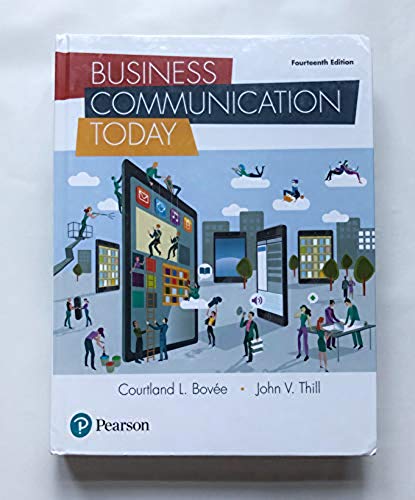 Fourteenth Edition
BUSINESS
COMMUNICATION
TODAY
Courtland L. Bovée • John V. Thill
Pearson